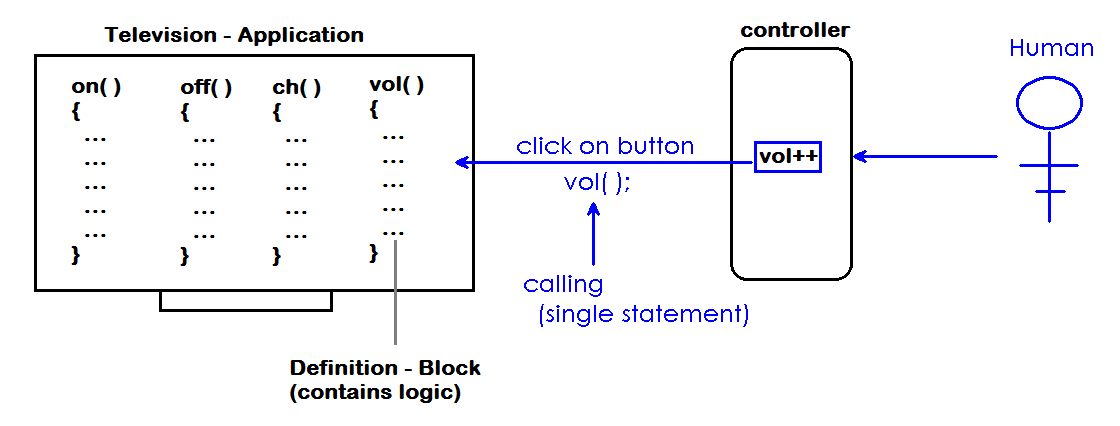 Television - Application
controller
Human
on( )
{
...
...
...
...
...
}
off( )
{
...
...
...
...
...
}
ch( )
{
...
...
...
...
...
}
vol( )
{
...
...
...
...
...
}
click on button
vol( );
vol++
calling
(single statement)
Definition - Block
(contains logic)